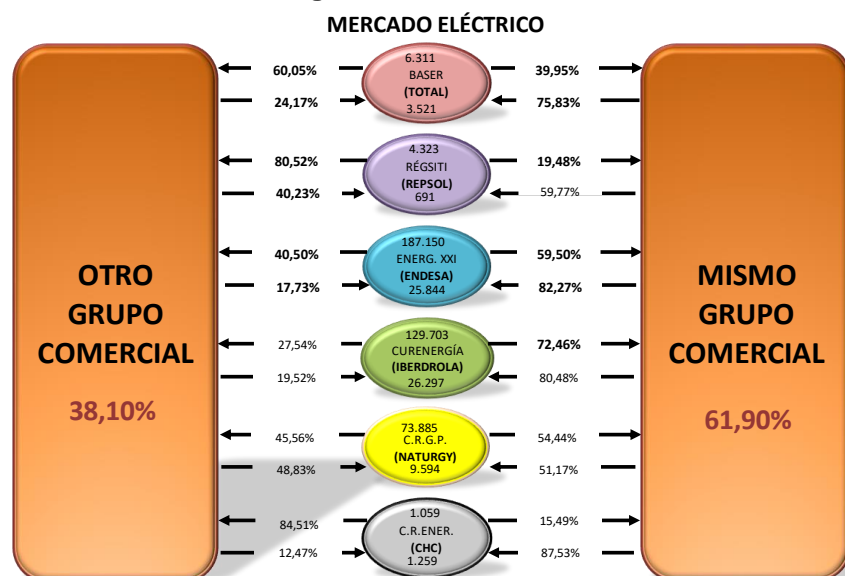 MERCADO ELÉCTRICO
OTRO
GRUPO
COMERCIAL
38,10%
60,05%
6.311
BASER
(TOTAL)
3.521
39,95%
24,17%
75,83%
80,52%
4.323
RÉGSITI
(REPSOL)
691
19,48%
40,23%
59,77%
40,50%
187.150
ENERG. XXI
(ENDESA)
25.844
59,50%
17,73%
82,27%
27,54%
129.703
CURENERGÍA
(IBERDROLA)
26.297
72,46%
19,52%
80,48%
45,56%
73.885
C.R.G.P.
(NATURGY)
9.594
54,44%
48,83%
51,17%
84,51%
1.059
C.R.ENER.
(CHC)
1.259
15,49%
12,47%
87,53%
MISMO
GRUPO
COMERCIAL
61,90%